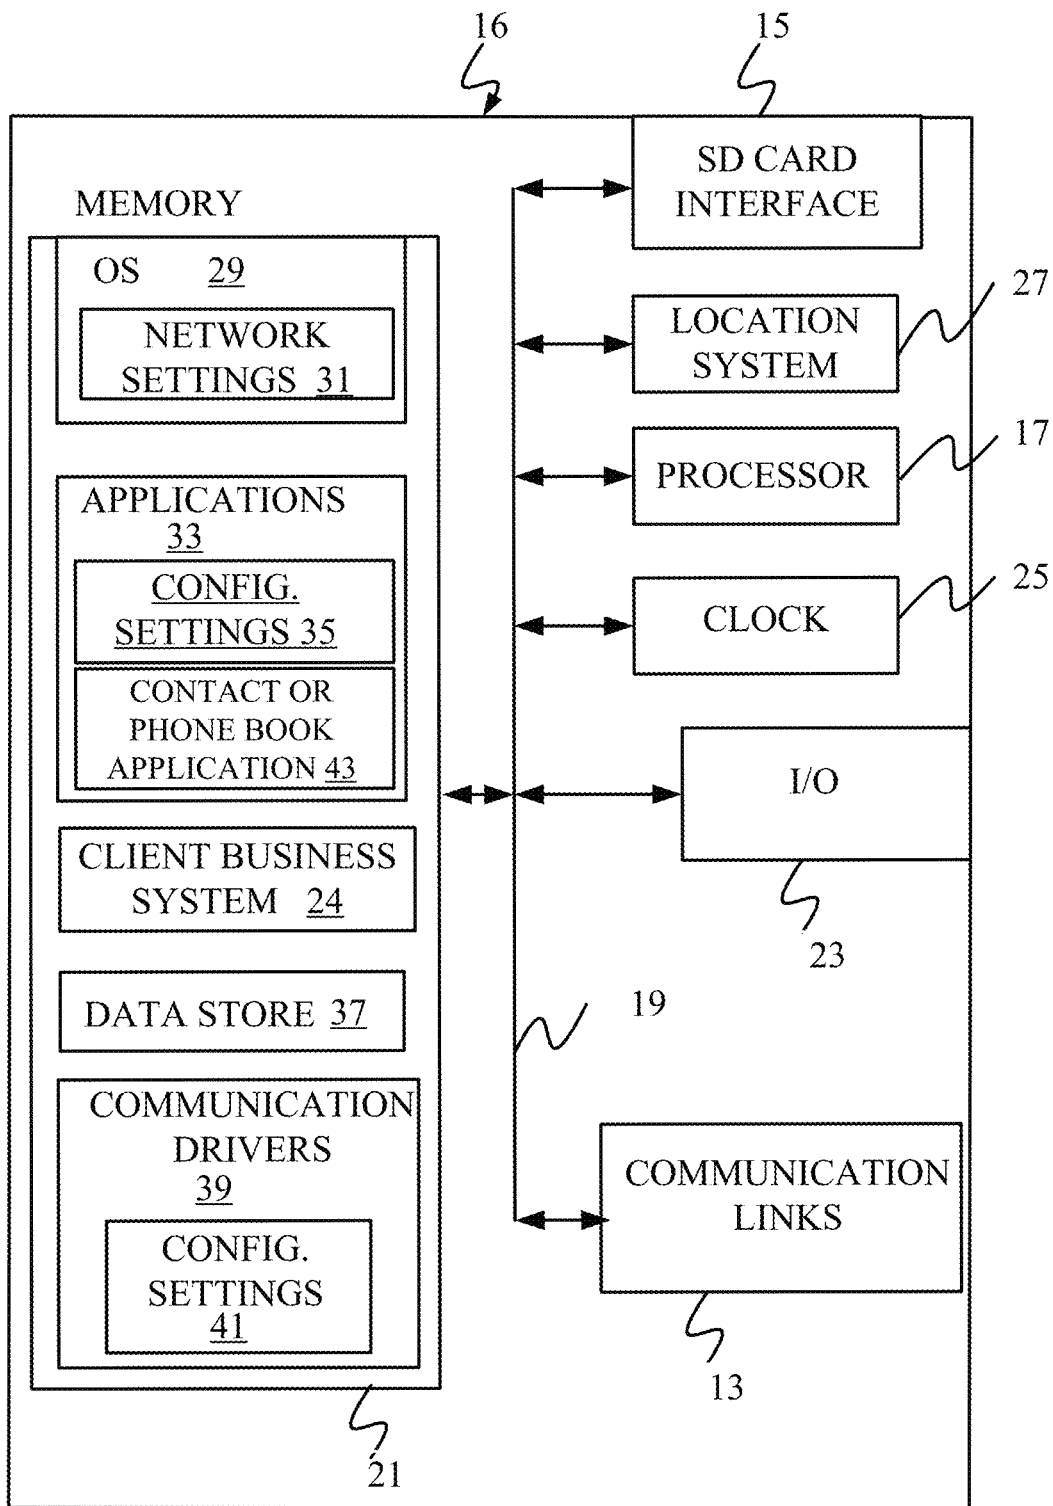 16
15
SD CARD
INTERFACE
MEMORY
OS 29
NETWORK
SETTINGS 31
27
LOCATION
SYSTEM
17
PROCESSOR
APPLICATIONS
33
CONFIG.
SETTINGS 35
25
CLOCK
CONTACT OR
PHONE BOOK
APPLICATION 43
I/O
23
CLIENT BUSINESS
SYSTEM 24
DATA STORE 37
19
COMMUNICATION
DRIVERS
39
CONFIG.
SETTINGS
41
COMMUNICATION
LINKS
13
21